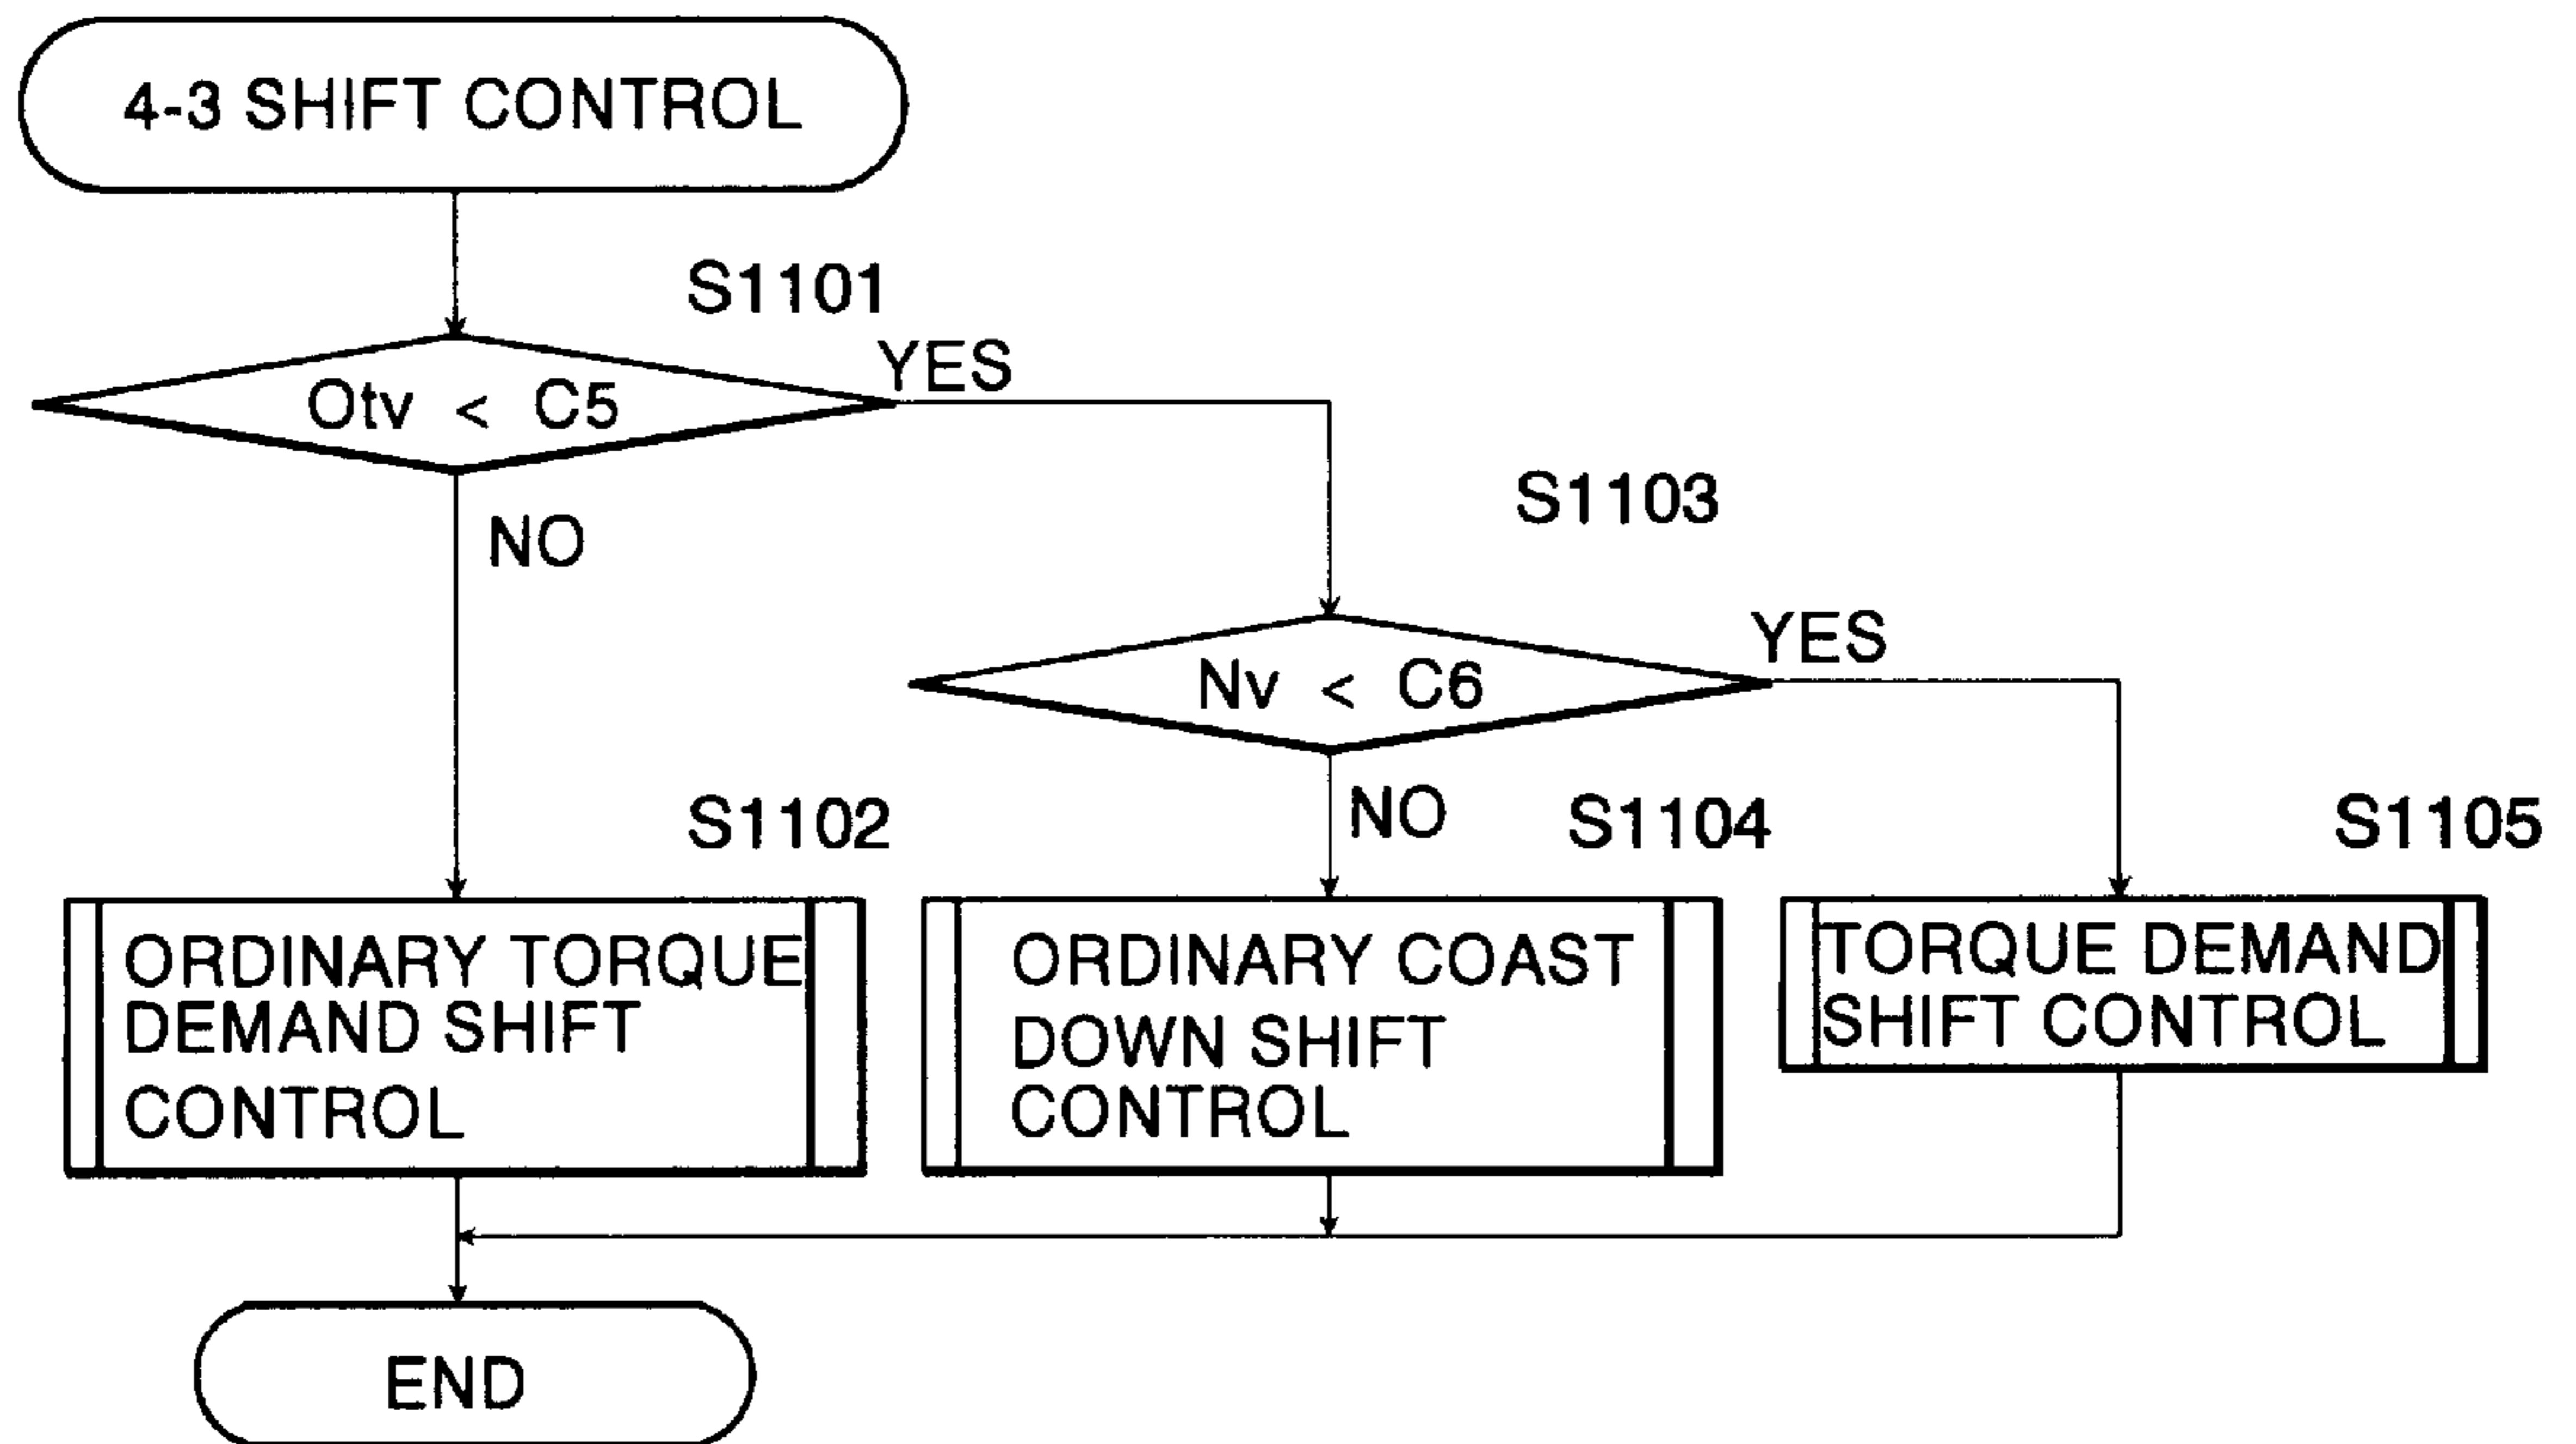 4-3 SHIFT CONTROL
S1101
Otv < C5
YES
NO
S1103
Nv < C6
YES
NO
S1102
S1104
S1105
ORDINARY TORQUE
DEMAND SHIFT
CONTROL
ORDINARY COAST
DOWN SHIFT
CONTROL
TORQUE DEMAND
SHIFT CONTROL
END